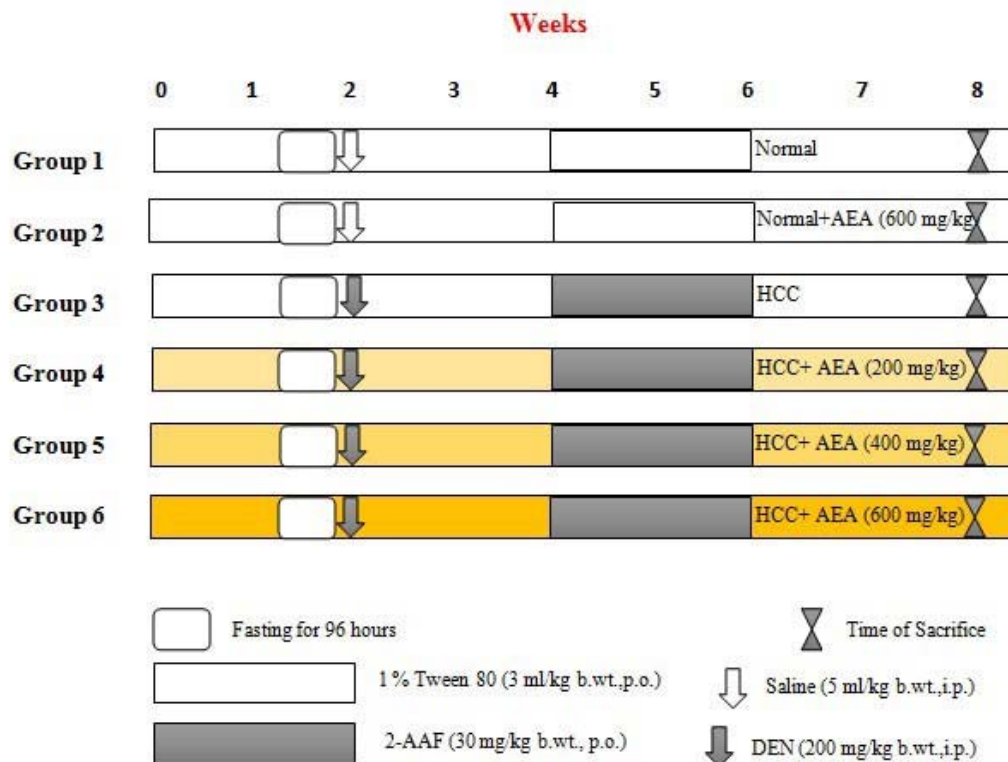 Weeks
0 1 2 3 4 5 6 7 8
Group 1 Normal
Group 2 Normal+AEA (600 mg/kg)
Group 3 HCC
Group 4 HCC+ AEA (200 mg/kg)
Group 5 HCC+ AEA (400 mg/kg)
Group 6 HCC+ AEA (600 mg/kg)
Fasting for 96 hours Time of Sacrifice
1% Tween 80 (3 ml/kg b.wt.,p.o.) Saline (5 ml/kg b.wt.,i.p.)
2-AAF (30 mg/kg b.wt., p.o.) DEN (200 mg/kg b.wt.,i.p.)